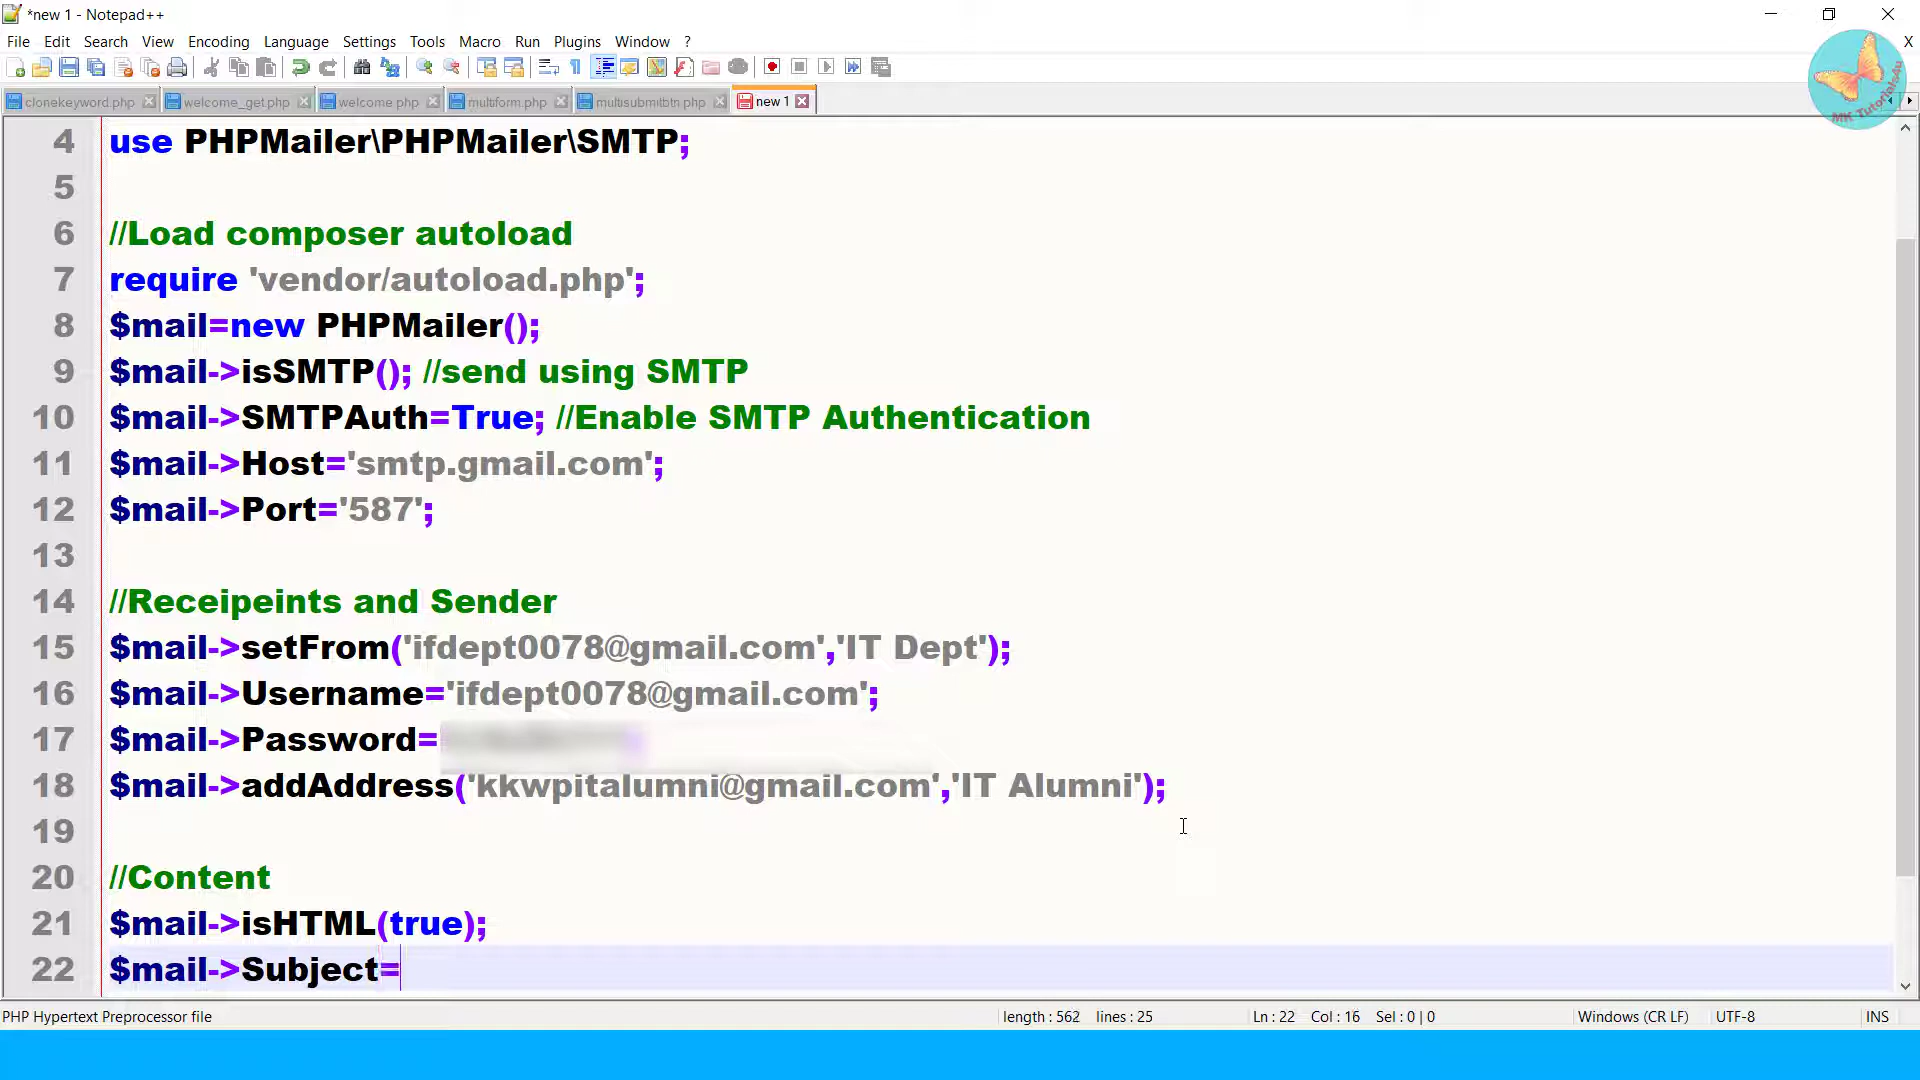 *new 1 - Notepad++
File Edit Search View Encoding Language Settings Tools Macro Run Plugins Window ? X
clonekeyword.php welcome_get.php welcome.php multiform.php multisubmitbtn.php new 1
MK Tutorials4u
4 use PHPMailer\PHPMailer\SMTP;
5
6 //Load composer autoload
7 require 'vendor/autoload.php';
8 $mail=new PHPMailer();
9 $mail->isSMTP(); //send using SMTP
10 $mail->SMTPAuth=True; //Enable SMTP Authentication
11 $mail->Host='smtp.gmail.com';
12 $mail->Port='587';
13
14 //Receipeints and Sender
15 $mail->setFrom('ifdept0078@gmail.com','IT Dept');
16 $mail->Username='ifdept0078@gmail.com';
17 $mail->Password=
18 $mail->addAddress('kkwpitalumni@gmail.com','IT Alumni');
19
20 //Content
21 $mail->isHTML(true);
22 $mail->Subject=
PHP Hypertext Preprocessor file length : 562 lines : 25 Ln : 22 Col : 16 Sel : 0 | 0 Windows (CR LF) UTF-8 INS